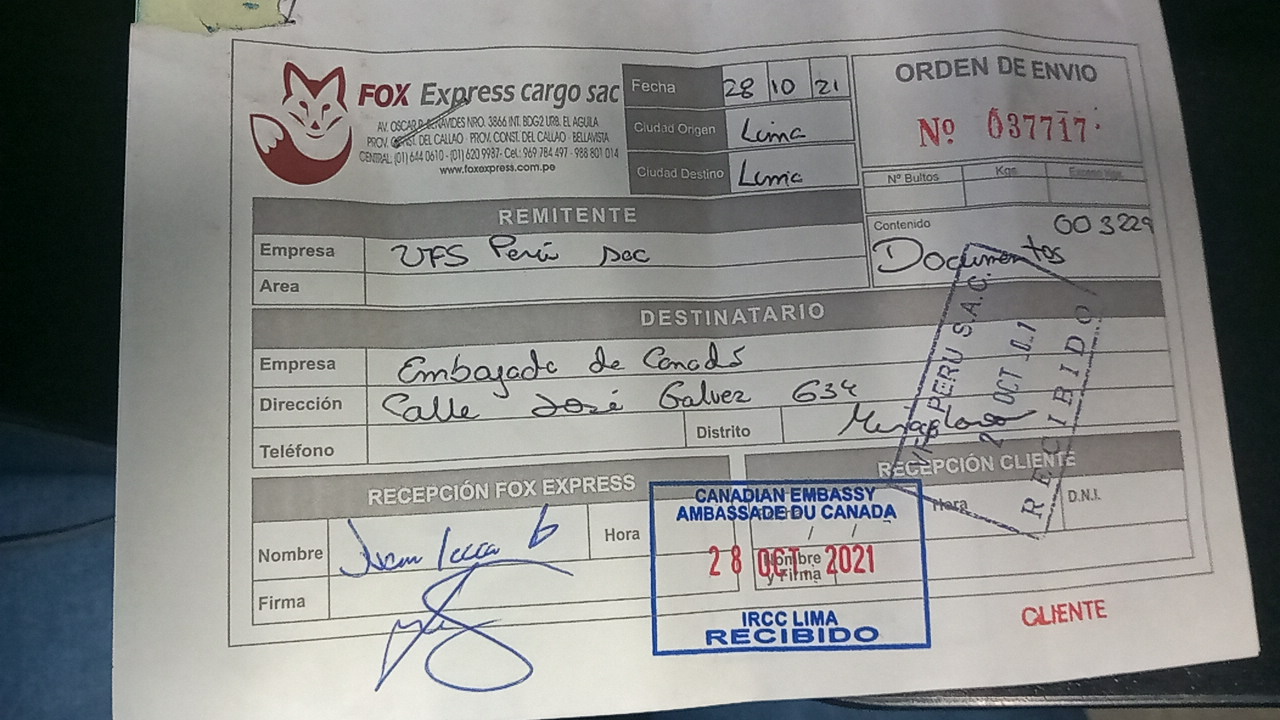 FOX Express cargo sac
AV. OSCAR R. BENAVIDES NRO. 3866 INT. BDG2 URB. EL AGUILA
PROV. CONST. DEL CALLAO - PROV. CONST. DEL CALLAO - BELLAVISTA
CENTRAL: (01) 644 0610 - (01) 620 9987- Cel.: 969 784 497 - 988 801 014
www.foxexpress.com.pe
Fecha 28 10 21
Ciudad Origen Lima
Ciudad Destino Lima
ORDEN DE ENVIO
Nº 037717
Nº Bultos Kgs. Exceso Kgs.
Contenido 003229
Documentos
REMITENTE
Empresa VFS Perú sac
Area
DESTINATARIO
Empresa Embajada de Canadá
Dirección Calle José Galvez 634
Teléfono Distrito Miraflores
RECEPCIÓN FOX EXPRESS
Nombre Juan
Hora
Firma
RECEPCIÓN CLIENTE
Hora D.N.I.
/ /
Nombre
y Firma
CANADIAN EMBASSY
AMBASSADE DU CANADA
28 OCT. 2021
IRCC LIMA
RECIBIDO
PERU S.A.C.
OCT
RECIBIDO
CLIENTE